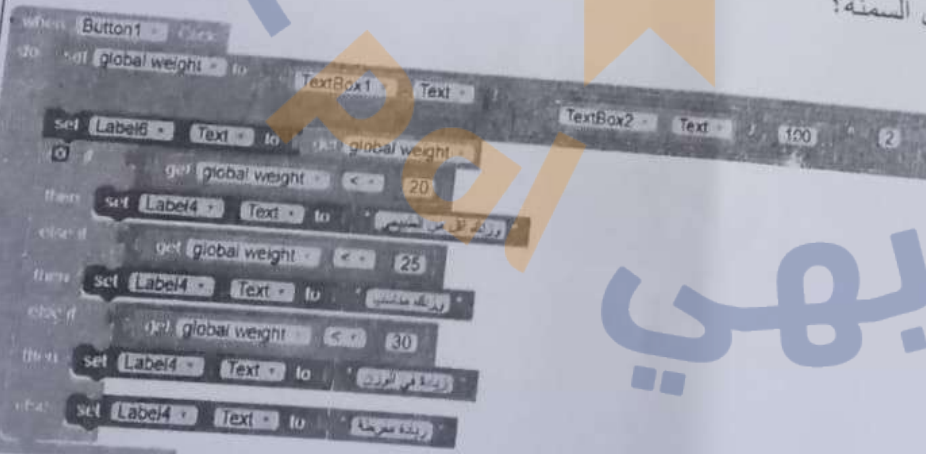 السمنة؟
when Button1 Click
do set global weight to TextBox1 . Text / TextBox2 . Text / 100 ^ 2
set Label6 . Text to get global weight
if get global weight < 20
then set Label4 . Text to " وزنك أقل من الطبيعي "
else if get global weight < 25
then set Label4 . Text to " وزنك مناسب "
else if get global weight < 30
then set Label4 . Text to " زيادة في الوزن "
else set Label4 . Text to " زيادة مفرطة "